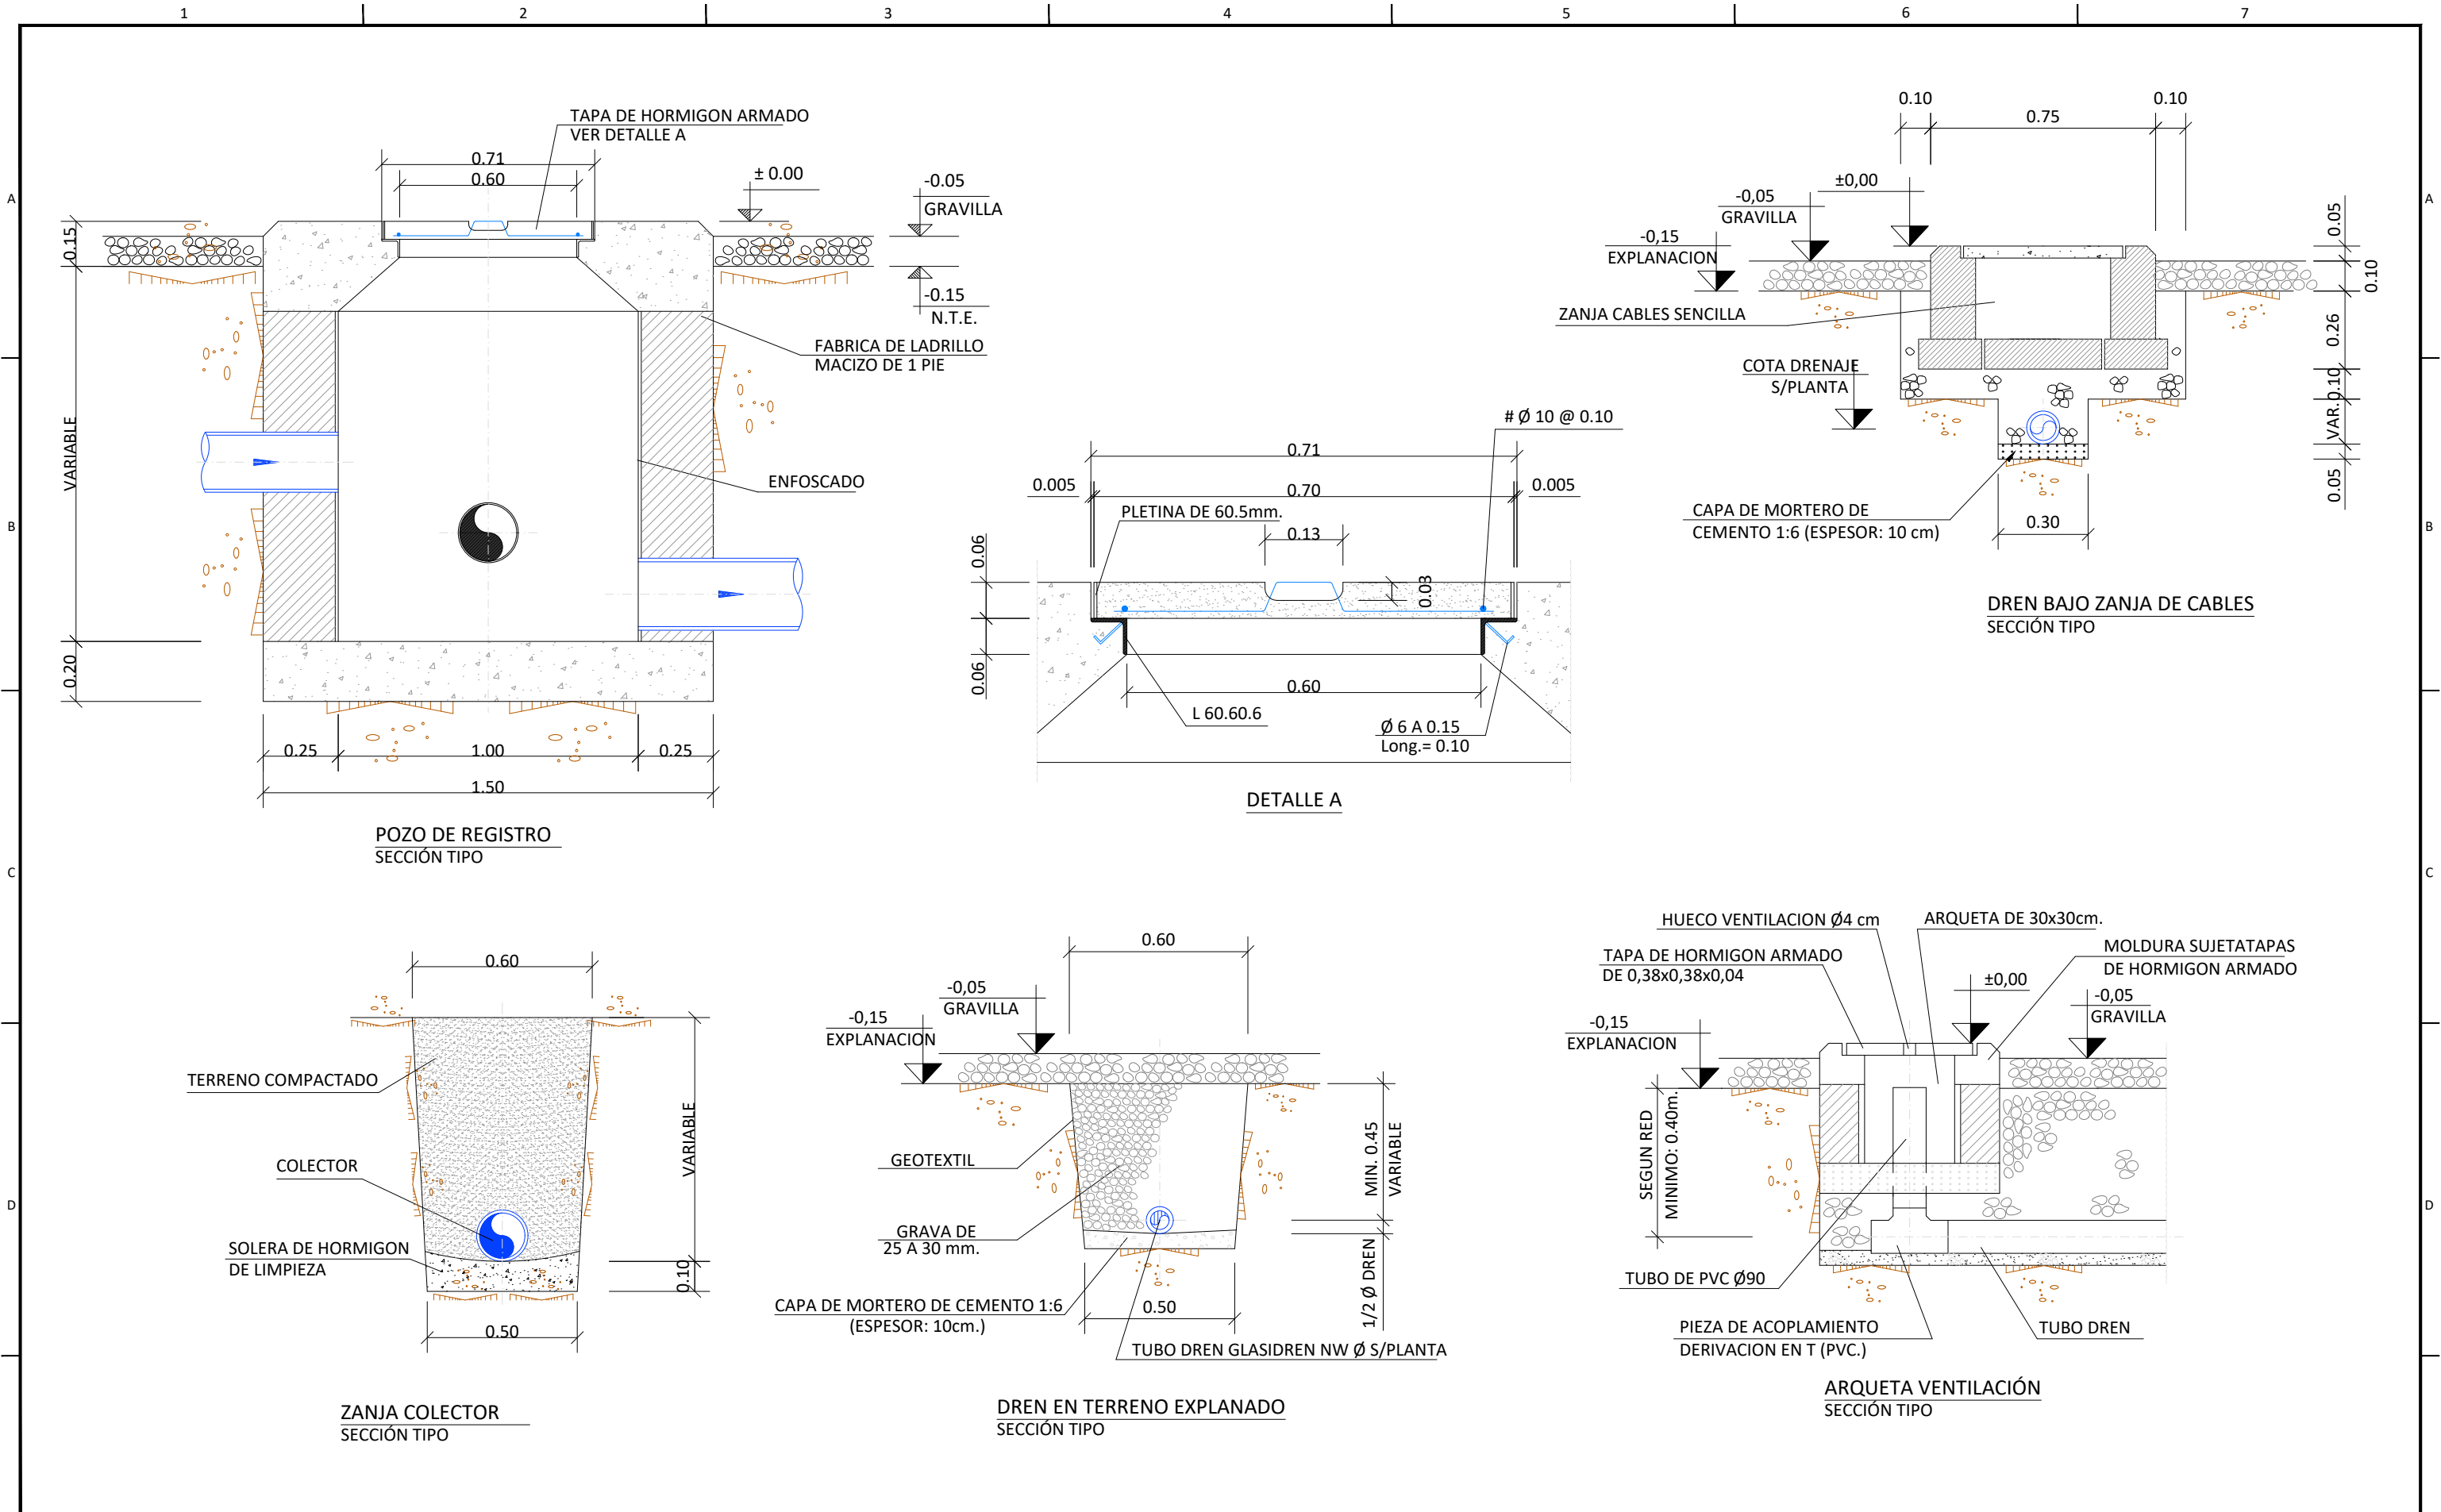 1 2 3 4 5 6 7
A
B
C
D
A
B
C
D
TAPA DE HORMIGON ARMADO
VER DETALLE A
0.71
0.60
± 0.00
-0.05
GRAVILLA
-0.15
N.T.E.
0.15
VARIABLE
0.20
FABRICA DE LADRILLO
MACIZO DE 1 PIE
ENFOSCADO
0.25 1.00 0.25
1.50
POZO DE REGISTRO
SECCIÓN TIPO
# Ø 10 @ 0.10
0.71
0.005 0.70 0.005
PLETINA DE 60.5mm.
0.13
0.06
0.03
0.06
0.60
L 60.60.6
Ø 6 A 0.15
Long.= 0.10
DETALLE A
0.10 0.75 0.10
±0,00
-0,05
GRAVILLA
-0,15
EXPLANACION
ZANJA CABLES SENCILLA
COTA DRENAJE
S/PLANTA
0.05
0.10
0.26
0.10
VAR.
0.05
CAPA DE MORTERO DE
CEMENTO 1:6 (ESPESOR: 10 cm)
0.30
DREN BAJO ZANJA DE CABLES
SECCIÓN TIPO
0.60
TERRENO COMPACTADO
COLECTOR
SOLERA DE HORMIGON
DE LIMPIEZA
VARIABLE
0.10
0.50
ZANJA COLECTOR
SECCIÓN TIPO
0.60
-0,05
GRAVILLA
-0,15
EXPLANACION
GEOTEXTIL
GRAVA DE
25 A 30 mm.
MIN. 0.45
VARIABLE
1/2 Ø DREN
CAPA DE MORTERO DE CEMENTO 1:6
(ESPESOR: 10cm.)
0.50
TUBO DREN GLASIDREN NW Ø S/PLANTA
DREN EN TERRENO EXPLANADO
SECCIÓN TIPO
HUECO VENTILACION Ø4 cm
ARQUETA DE 30x30cm.
TAPA DE HORMIGON ARMADO
DE 0,38x0,38x0,04
MOLDURA SUJETATAPAS
DE HORMIGON ARMADO
±0,00
-0,05
GRAVILLA
-0,15
EXPLANACION
SEGUN RED
MINIMO: 0.40m.
TUBO DE PVC Ø90
PIEZA DE ACOPLAMIENTO
DERIVACION EN T (PVC.)
TUBO DREN
ARQUETA VENTILACIÓN
SECCIÓN TIPO